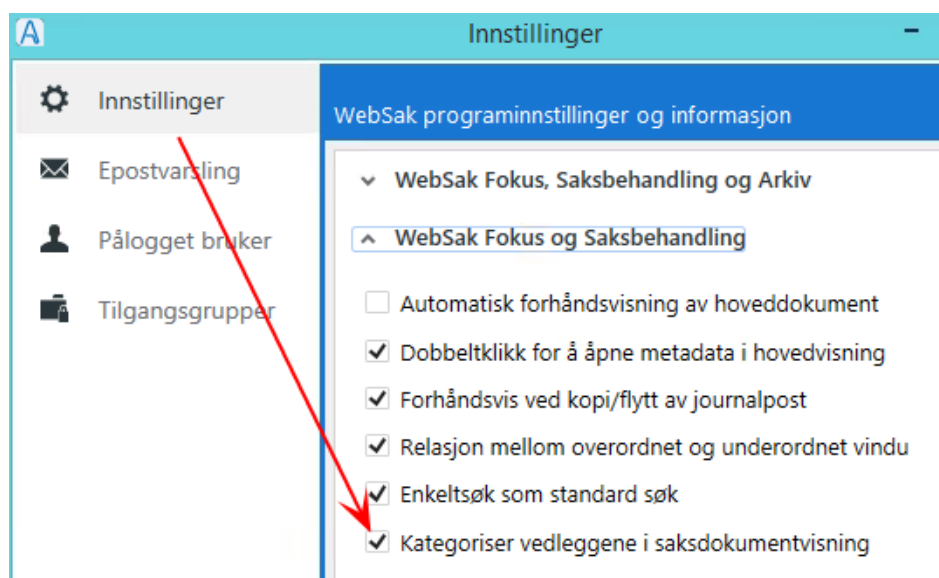 Innstillinger
Innstillinger
Epostvarsling
Pålogget bruker
Tilgangsgrupper
WebSak programinnstillinger og informasjon
WebSak Fokus, Saksbehandling og Arkiv
WebSak Fokus og Saksbehandling
Automatisk forhåndsvisning av hoveddokument
Dobbeltklikk for å åpne metadata i hovedvisning
Forhåndsvis ved kopi/flytt av journalpost
Relasjon mellom overordnet og underordnet vindu
Enkeltsøk som standard søk
Kategoriser vedleggene i saksdokumentvisning